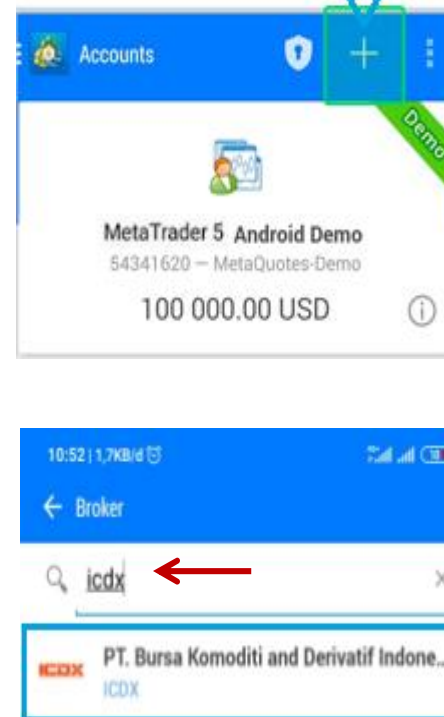 Accounts
Demo
MetaTrader 5 Android Demo
54341620 — MetaQuotes-Demo
100 000.00 USD
10:52 | 1,7KB/d
Broker
icdx
ICDX
PT. Bursa Komoditi and Derivatif Indone...
ICDX